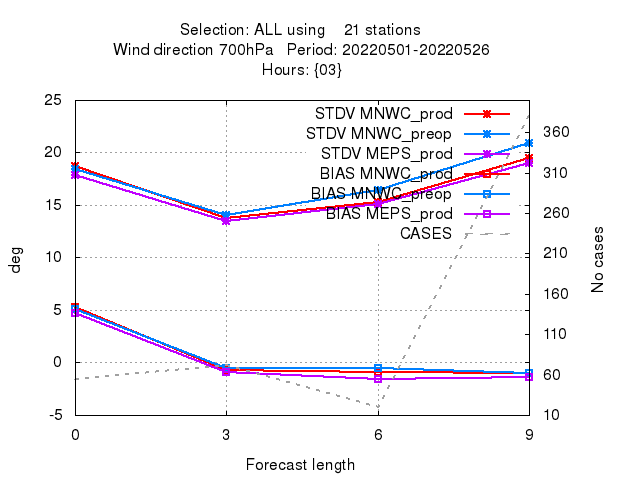 Selection: ALL using 21 stations
Wind direction 700hPa Period: 20220501-20220526
Hours: {03}
25
20
15
10
5
0
-5
deg
STDV MNWC_prod
STDV MNWC_preop
STDV MEPS_prod
BIAS MNWC_prod
BIAS MNWC_preop
BIAS MEPS_prod
CASES
360
310
260
210
160
110
60
10
No cases
0 3 6 9
Forecast length